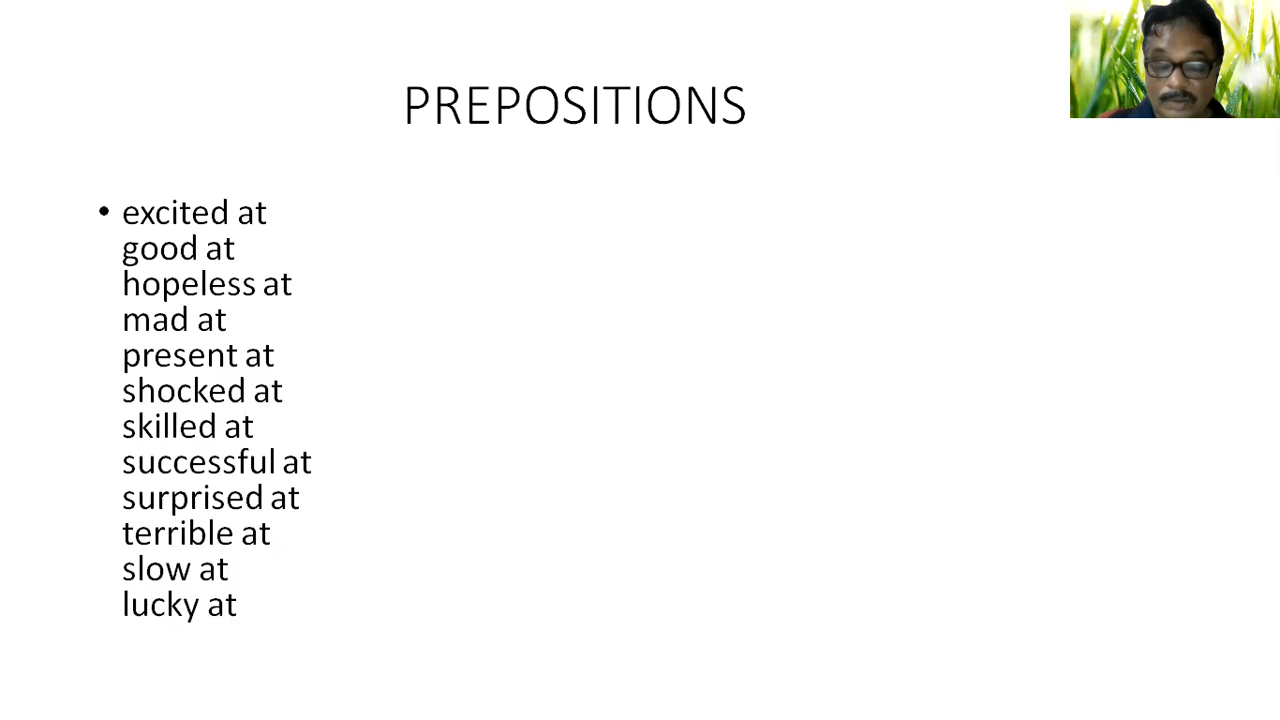 PREPOSITIONS
• excited at
good at
hopeless at
mad at
present at
shocked at
skilled at
successful at
surprised at
terrible at
slow at
lucky at